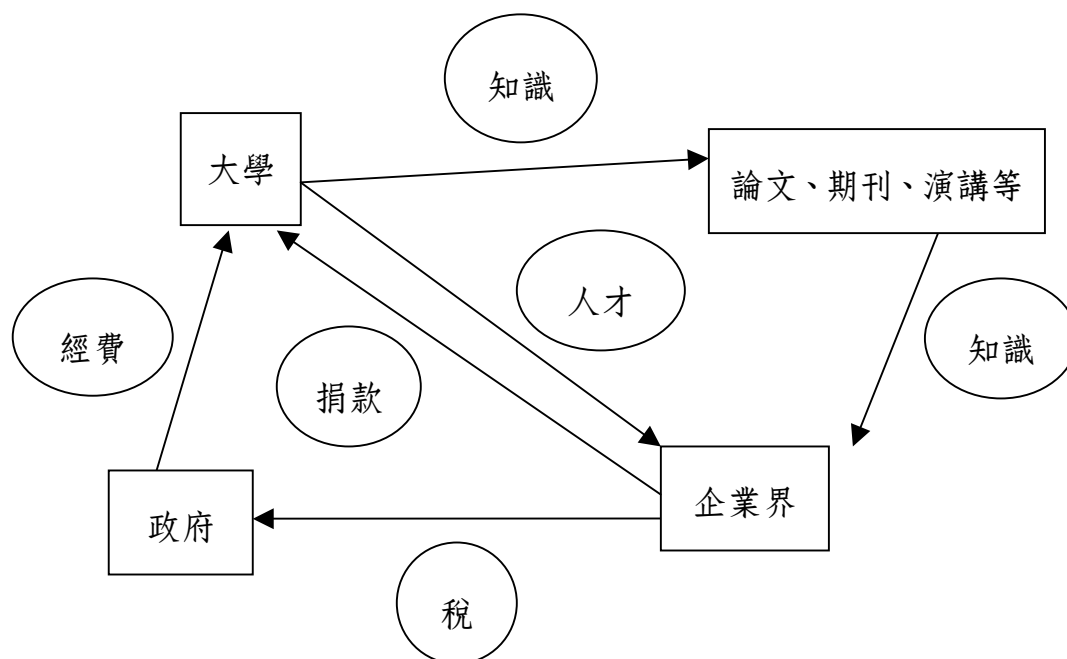 知識
大學
論文、期刊、演講等
人才
經費
知識
捐款
企業界
政府
稅